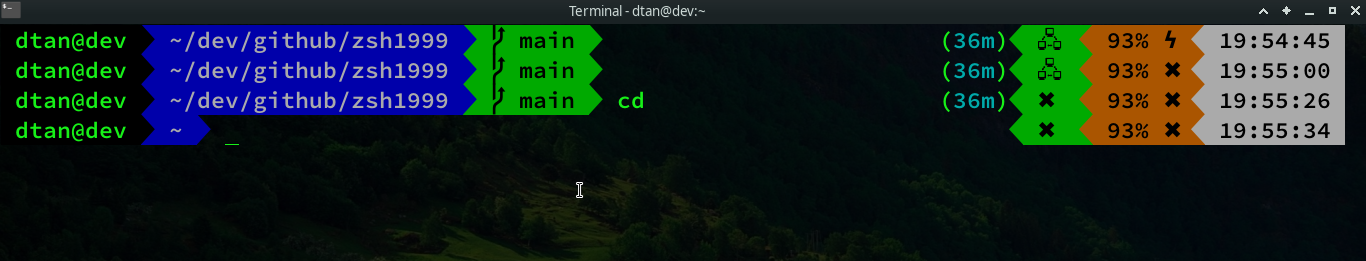 Terminal - dtan@dev:~
dtan@dev ~/dev/github/zsh1999 main (36m) 93% 19:54:45
dtan@dev ~/dev/github/zsh1999 main (36m) 93% 19:55:00
dtan@dev ~/dev/github/zsh1999 main cd (36m) 93% 19:55:26
dtan@dev ~ 93% 19:55:34